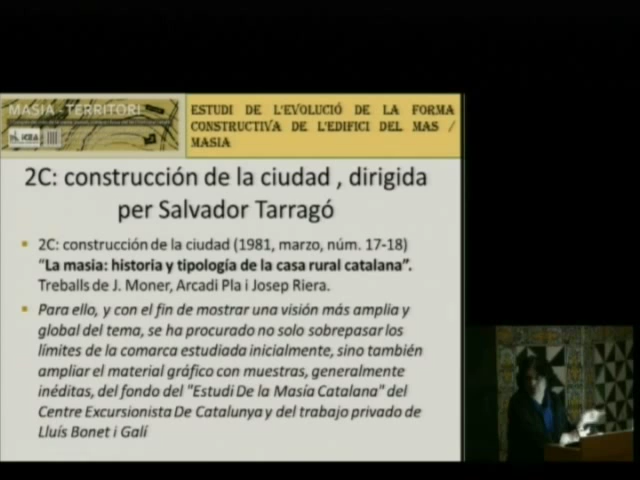 MASIA - TERRITORI
ICEA
ESTUDI DE L'EVOLUCIÓ DE LA FORMA
CONSTRUCTIVA DE L'EDIFICI DEL MAS /
MASIA
2C: construcción de la ciudad , dirigida
per Salvador Tarragó
2C: construcción de la ciudad (1981, marzo, núm. 17-18)
"La masia: historia y tipología de la casa rural catalana".
Treballs de J. Moner, Arcadi Pla i Josep Riera.
Para ello, y con el fin de mostrar una visión más amplia y
global del tema, se ha procurado no solo sobrepasar los
límites de la comarca estudiada inicialmente, sino también
ampliar el material gráfico con muestras, generalmente
inéditas, del fondo del "Estudi De la Masía Catalana" del
Centre Excursionista De Catalunya y del trabajo privado de
Lluís Bonet i Galí